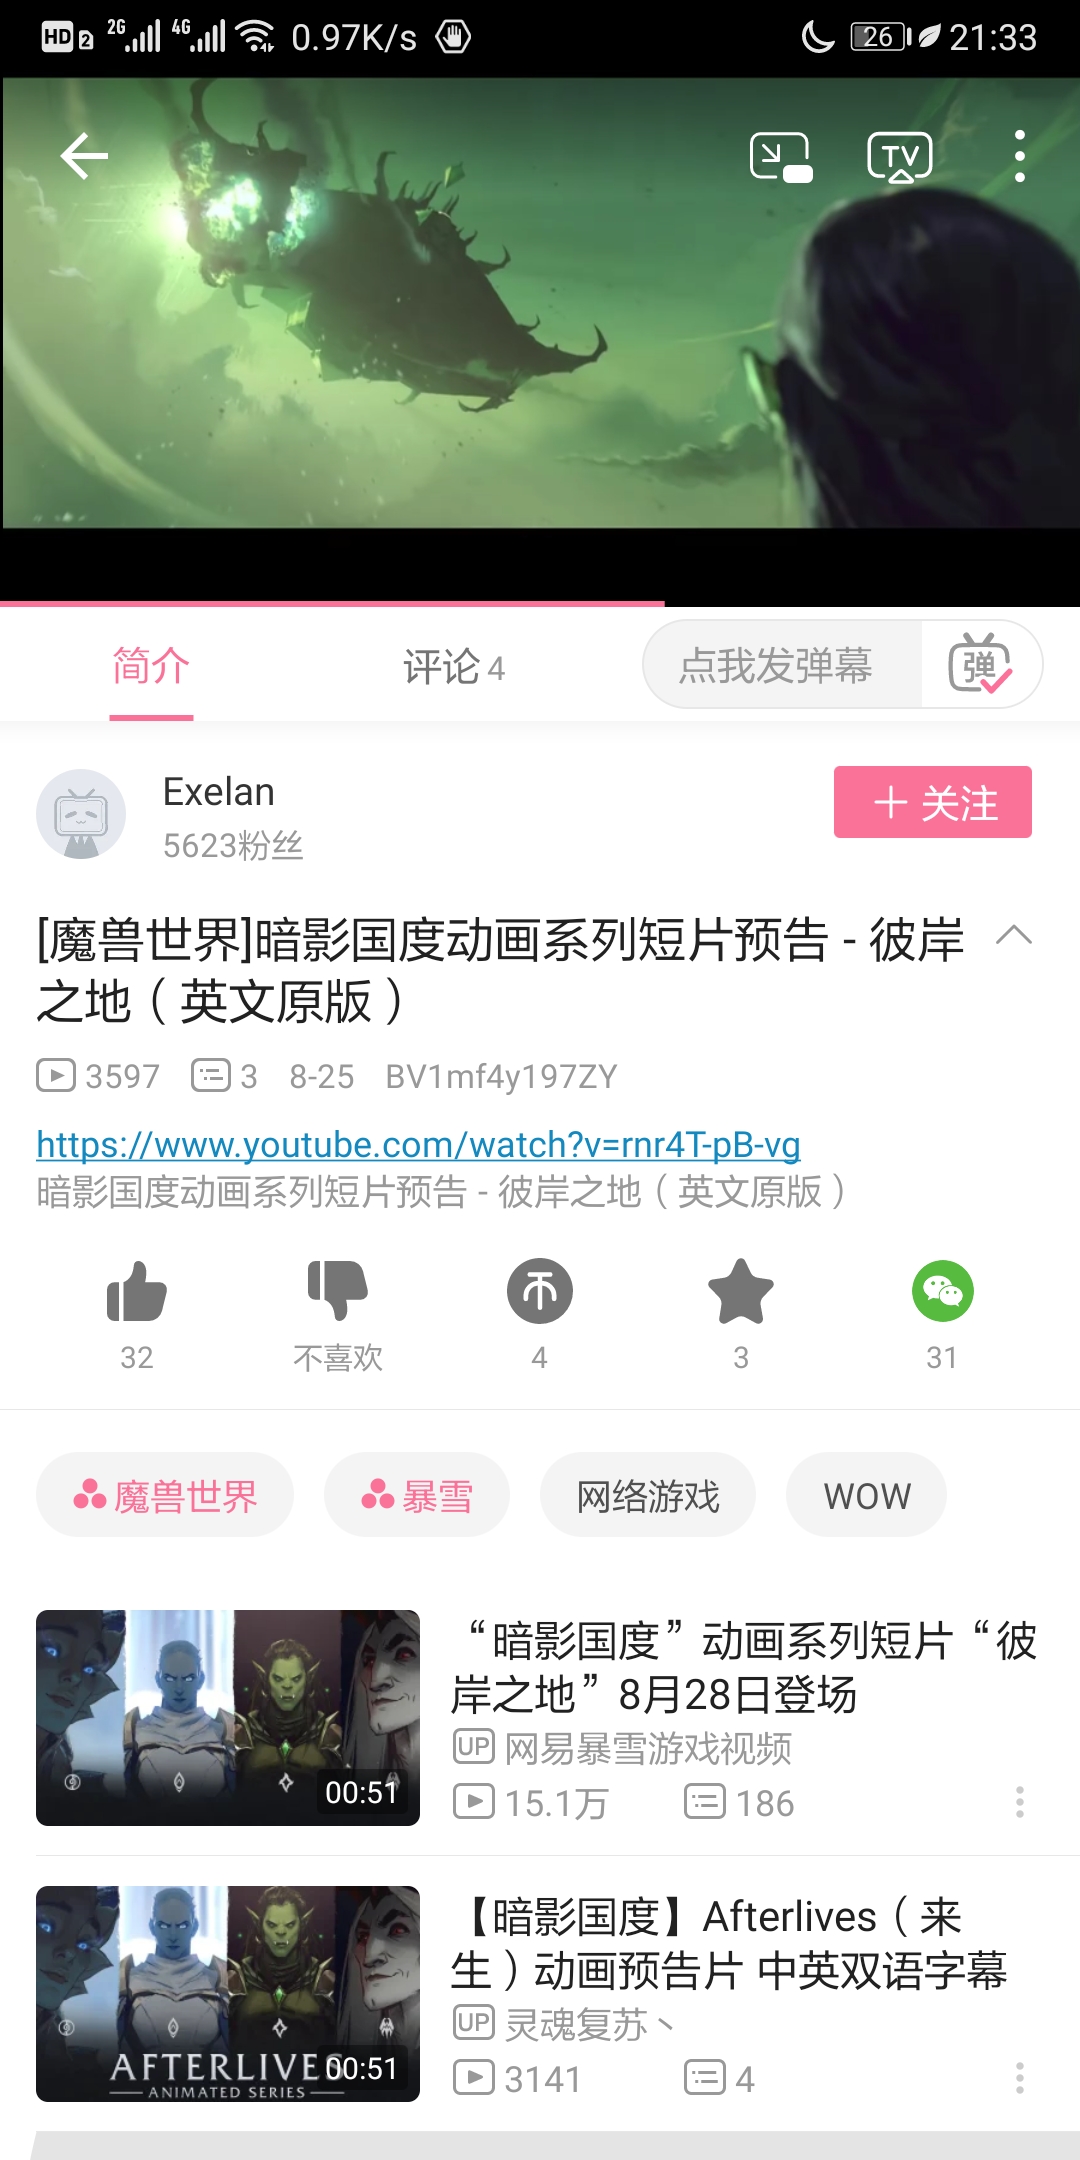 HD 2 2G 4G 0.97K/s 26 21:33
TV
简介 评论 4 点我发弹幕 弹
Exelan
5623粉丝
+ 关注
[魔兽世界]暗影国度动画系列短片预告 - 彼岸
之地（英文原版）
3597 3 8-25 BV1mf4y197ZY
https://www.youtube.com/watch?v=rnr4T-pB-vg
暗影国度动画系列短片预告 - 彼岸之地（英文原版）
32 不喜欢 4 3 31
魔兽世界 暴雪 网络游戏 WOW
“暗影国度”动画系列短片“彼
岸之地”8月28日登场
UP 网易暴雪游戏视频
15.1万 186
00:51
【暗影国度】Afterlives（来
生）动画预告片 中英双语字幕
UP 灵魂复苏丶
3141 4
AFTERLIVES
ANIMATED SERIES
00:51